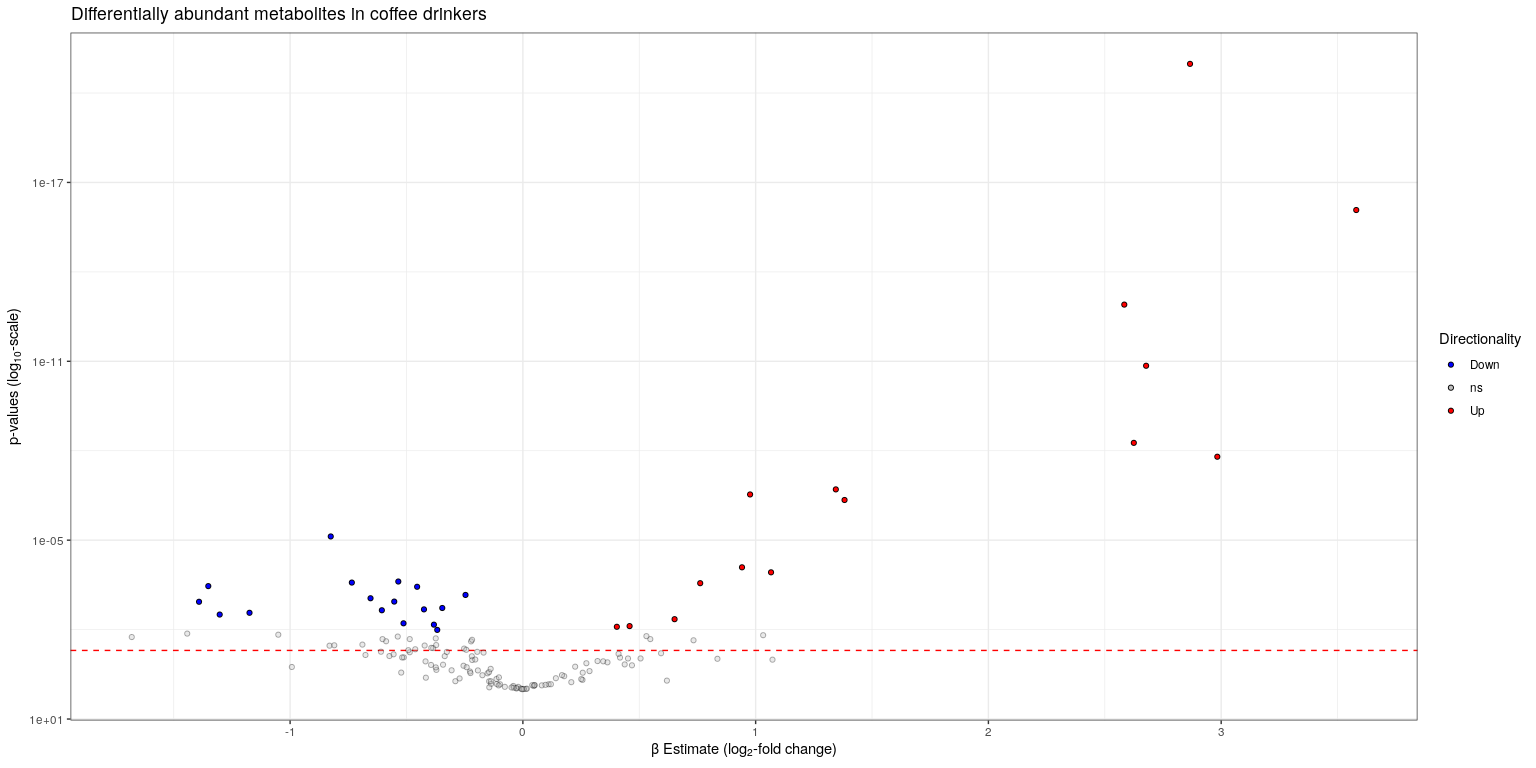 Differentially abundant metabolites in coffee drinkers
p-values (log₁₀-scale)
1e-17
1e-11
1e-05
1e+01
-1
0
1
2
3
β Estimate (log₂-fold change)
Directionality
Down
ns
Up